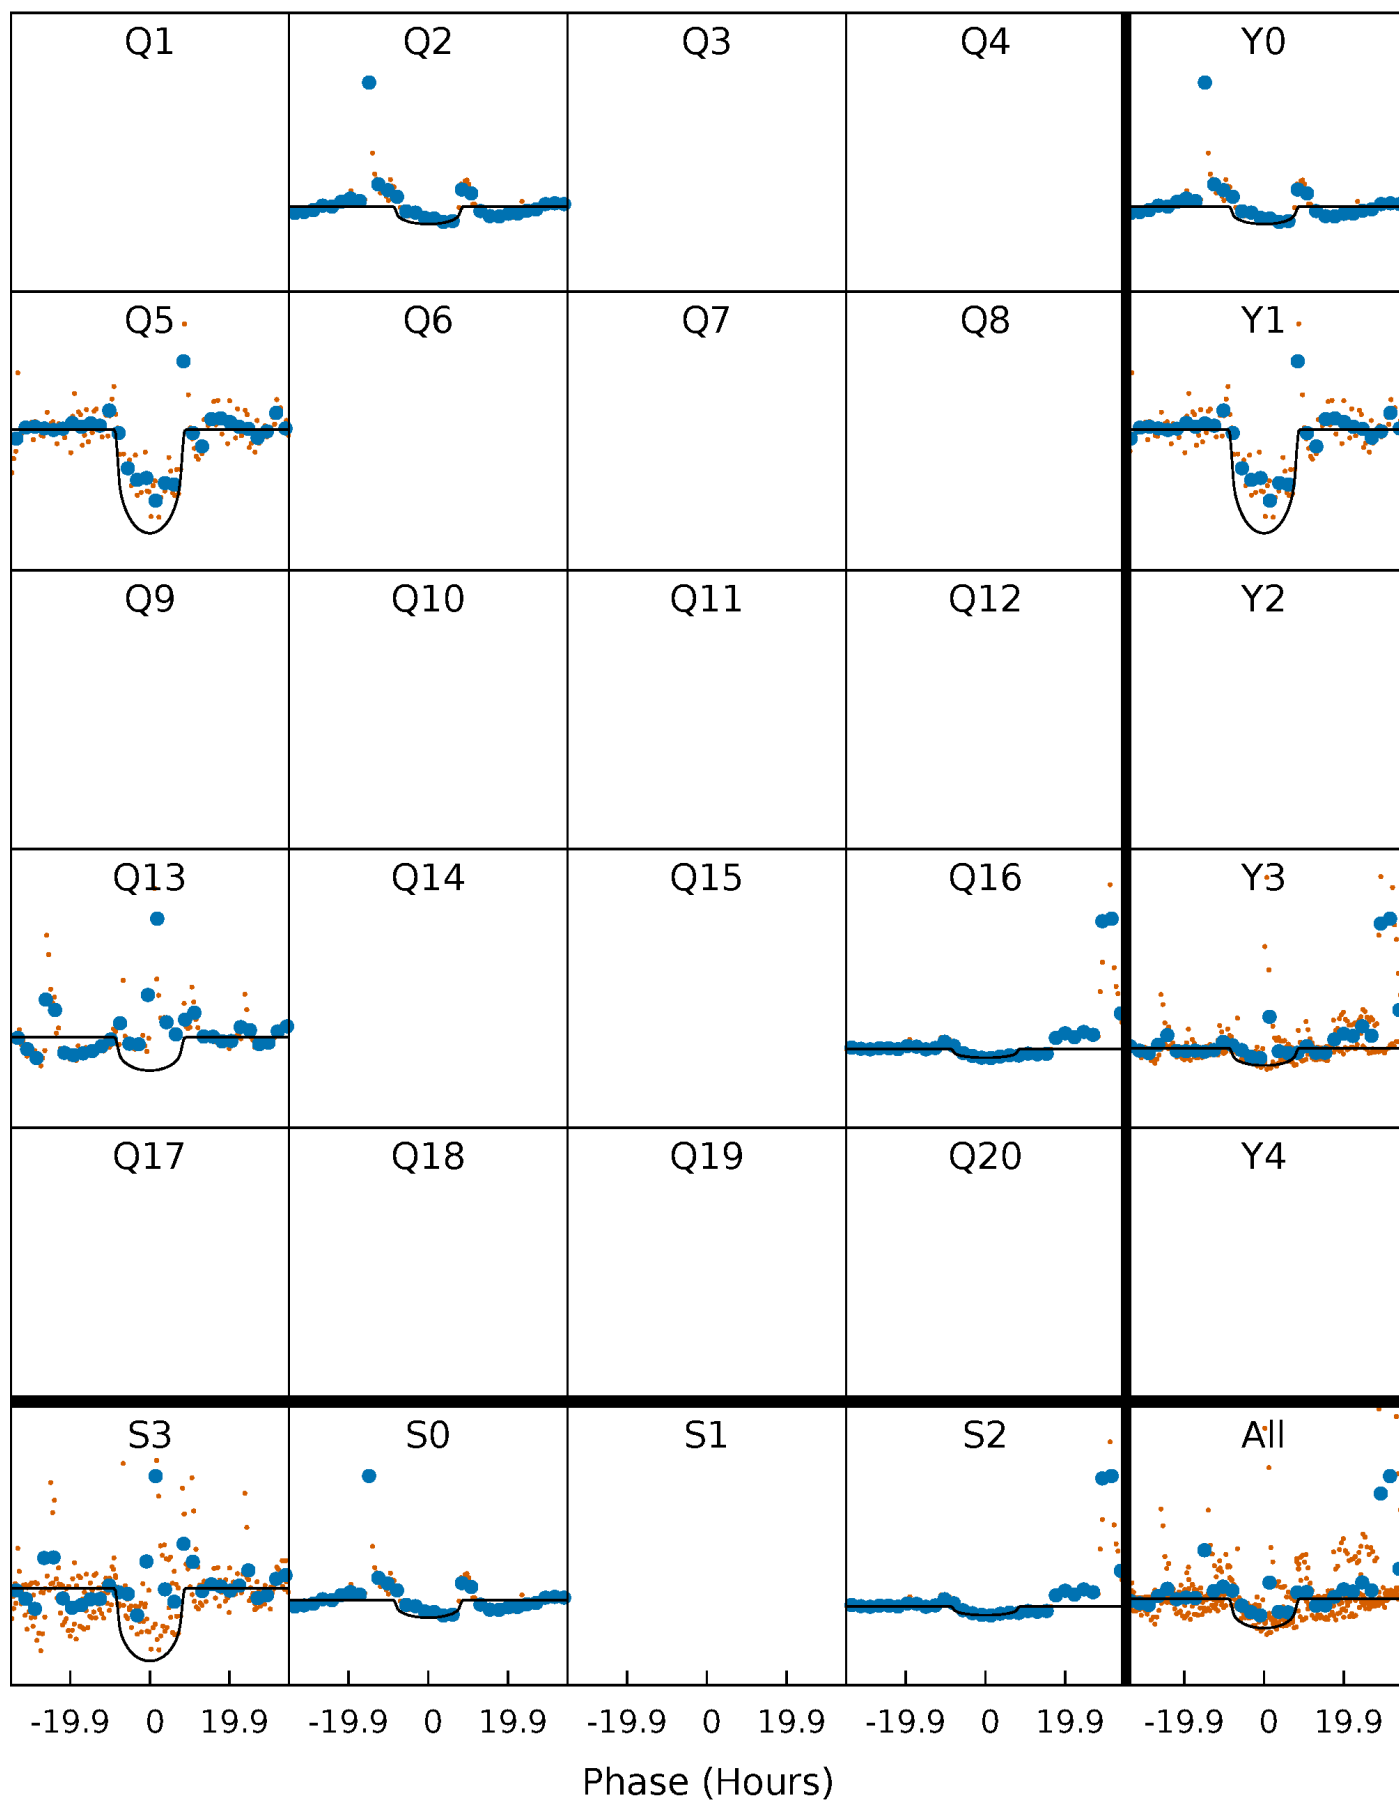 Q1 Q2 Q3 Q4 Y0
Q5 Q6 Q7 Q8 Y1
Q9 Q10 Q11 Q12 Y2
Q13 Q14 Q15 Q16 Y3
Q17 Q18 Q19 Q20 Y4
S3 S0 S1 S2 All
-19.9 0 19.9 -19.9 0 19.9 -19.9 0 19.9 -19.9 0 19.9 -19.9 0 19.9
Phase (Hours)